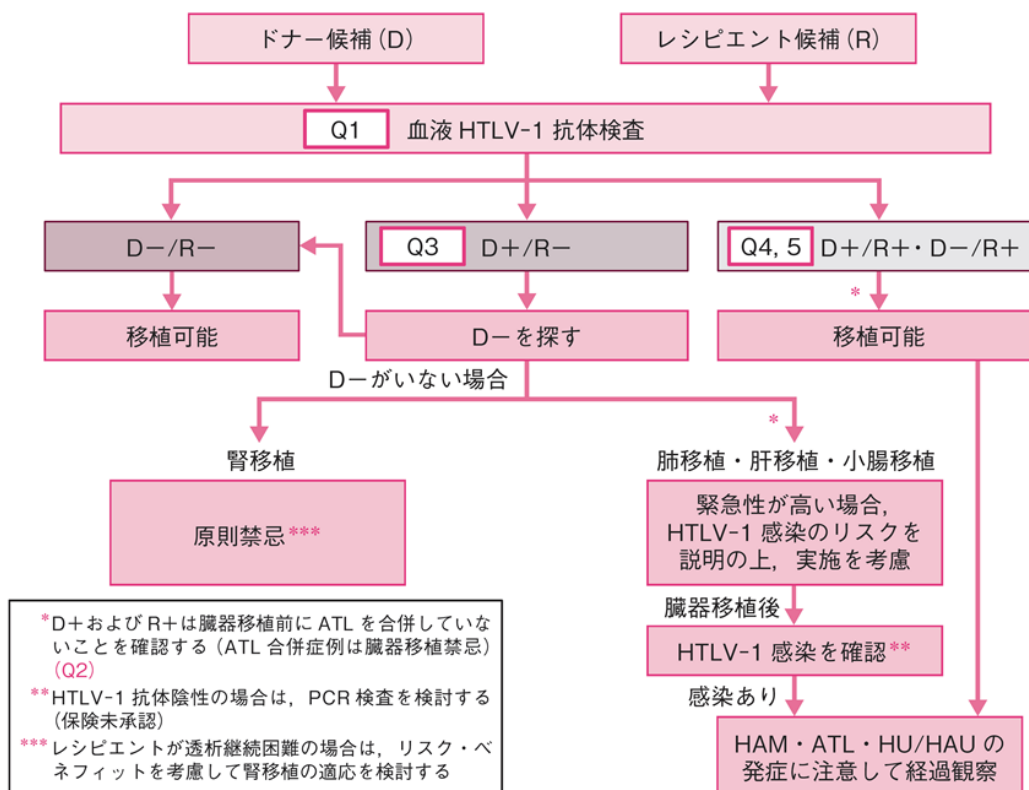 ドナー候補（D）
レシピエント候補（R）
Q1 血液 HTLV-1 抗体検査
D－/R－
Q3 D＋/R－
Q4, 5 D＋/R＋・D－/R＋
*
移植可能
D－を探す
移植可能
D－がいない場合
*
腎移植
肺移植・肝移植・小腸移植
原則禁忌***
緊急性が高い場合，
HTLV-1 感染のリスクを
説明の上，実施を考慮
臓器移植後
HTLV-1 感染を確認**
感染あり
HAM・ATL・HU/HAU の
発症に注意して経過観察
*D＋および R＋は臓器移植前に ATL を合併していな
いことを確認する（ATL 合併症例は臓器移植禁忌）
（Q2）
**HTLV-1 抗体陰性の場合は，PCR 検査を検討する
（保険未承認）
***レシピエントが透析継続困難の場合は，リスク・ベ
ネフィットを考慮して腎移植の適応を検討する